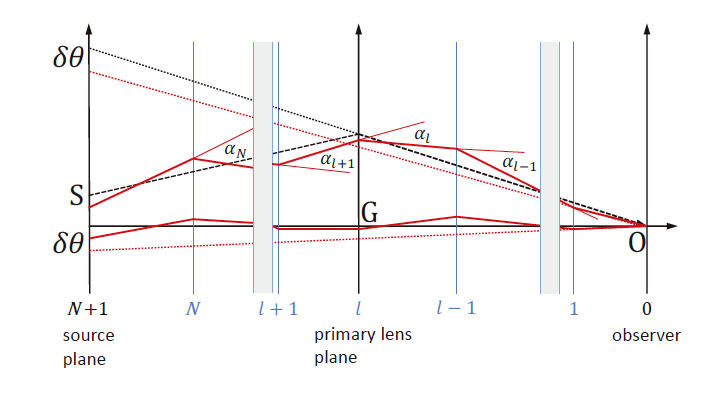 δθ
α_N
α_{l+1}
α_l
α_{l−1}
S
G
δθ
O
N+1
N
l + 1
l
l − 1
1
0
source
plane
primary lens
plane
observer